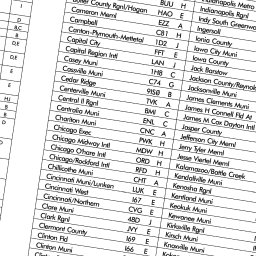 BUU H
Butler County Rgnl/Hogan HAO E
Cameron Meml EZZ A
Campbell C81 H
Canton-Plymouth-Mettetal 1D2 J
Capital City FFT E
Capital Region Intl LAN J
Casey Muni 1H8 C
Cassville Muni C74 G
Cedar Ridge 9I50 B
Centerville Muni TVK A
Central Il Rgnl BMI C
Centralia Muni ENL C
Chariton Muni CNC A
Chicago Exec PWK H
Chicago Midway Intl MDW H
Chicago O'hare Intl ORD H
Chicago/Rockford Intl RFD H
Chillicothe Muni CHT A
Cincinnati Muni/Lunken LUK E
Cincinnati West I67 E
Cincinnati/Northern CVG E
Clare Muni 48D J
Clark Rgnl JVY E
Clermont County I69 E
Clinton Fld I66 E
Clinton Muni
Indianapolis Metro
Indianapolis Rgnl
Indy South Greenwood
Ingersoll
Ionia County
Iowa City Muni
Iowa County
Jack Barstow
Jackson County/Reynolds
Jacksonville Muni
James Clements Muni
James H Connell Fld At
James M Cox Dayton Intl
Jasper County
Jefferson City Meml
Jerry Tyler Meml
Jesse Viertel Meml
Kalamazoo/Battle Creek
Kendallville Muni
Kenosha Rgnl
Kentland Muni
Keokuk Muni
Kewanee Muni
Kirksville Rgnl
Kirsch Muni
Knoxville Muni